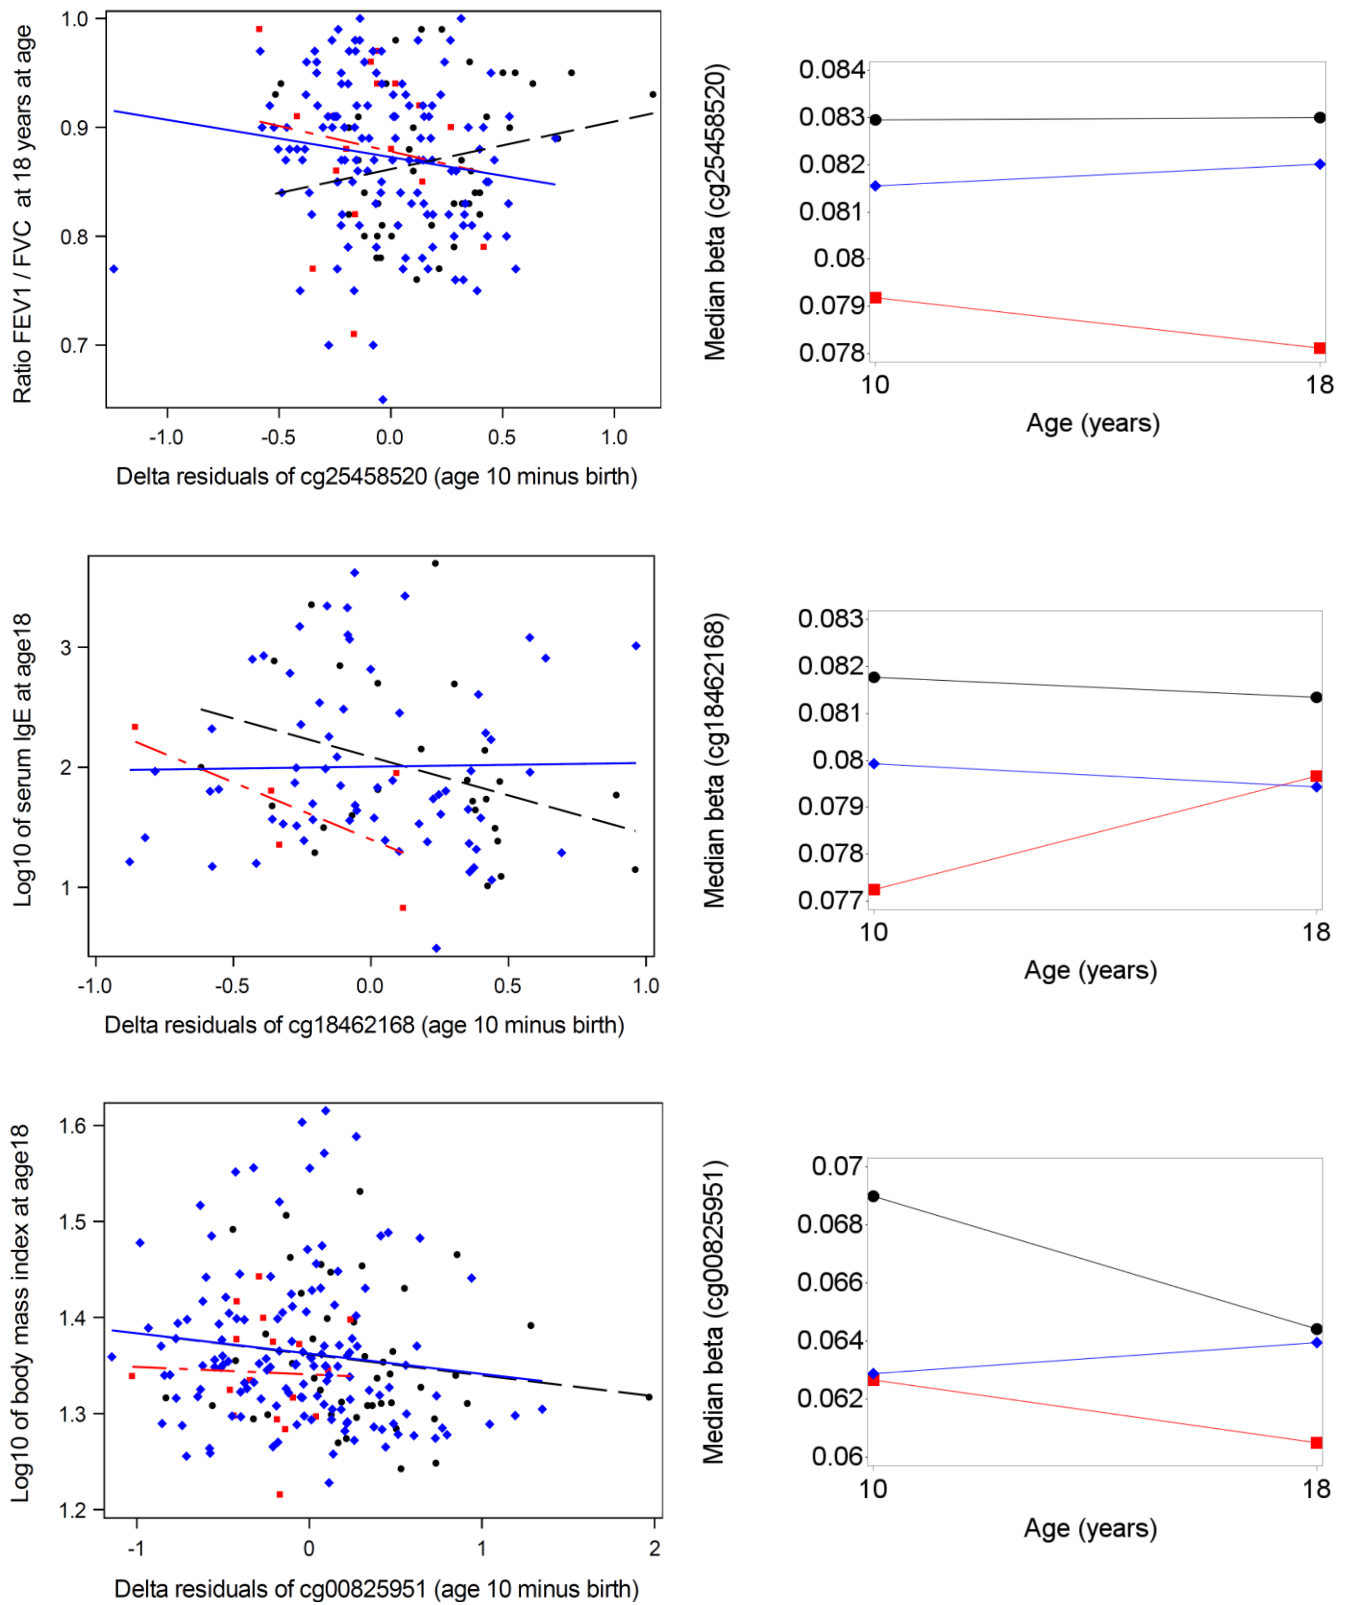 Ratio FEV1 / FVC at 18 years at age
1.0
0.9
0.8
0.7
-1.0 -0.5 0.0 0.5 1.0
Delta residuals of cg25458520 (age 10 minus birth)
Median beta (cg25458520)
0.084
0.083
0.082
0.081
0.08
0.079
0.078
10 18
Age (years)
Log10 of serum IgE at age18
3
2
1
-1.0 -0.5 0.0 0.5 1.0
Delta residuals of cg18462168 (age 10 minus birth)
Median beta (cg18462168)
0.083
0.082
0.081
0.08
0.079
0.078
0.077
10 18
Age (years)
Log10 of body mass index at age18
1.6
1.5
1.4
1.3
1.2
-1 0 1 2
Delta residuals of cg00825951 (age 10 minus birth)
Median beta (cg00825951)
0.07
0.068
0.066
0.064
0.062
0.06
10 18
Age (years)